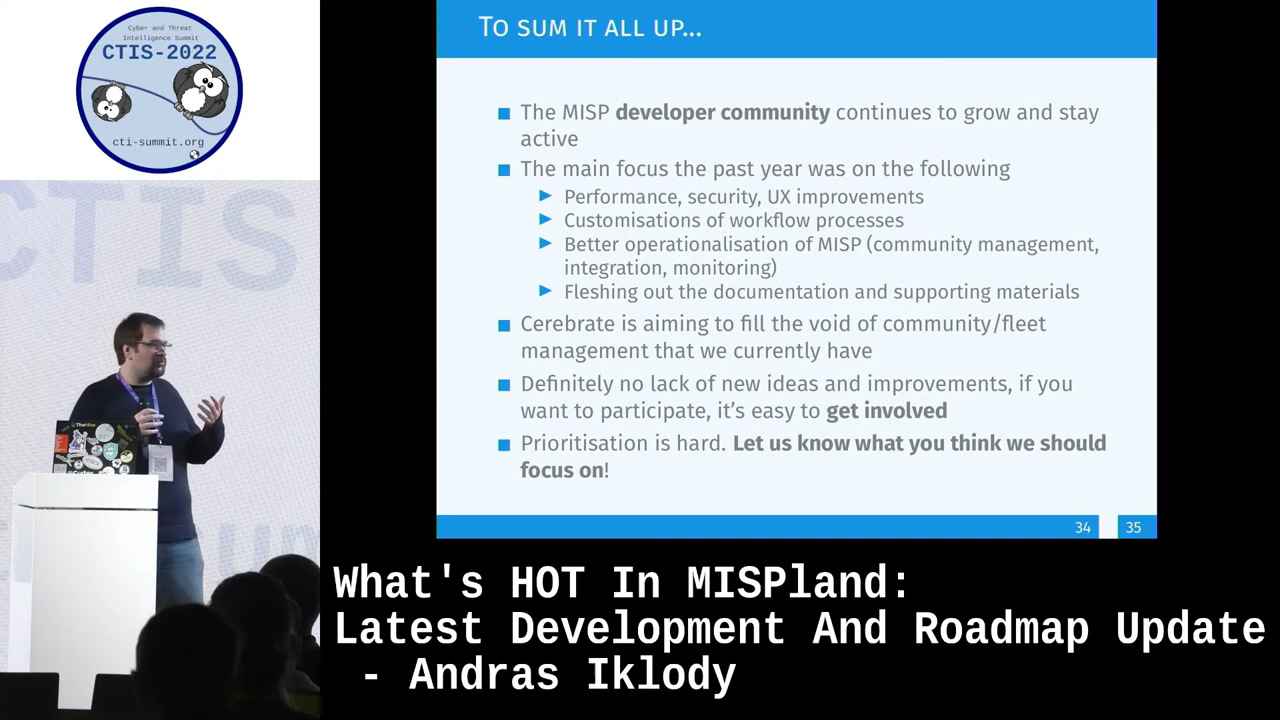 Cyber and Threat
Intelligence Summit
CTIS-2022
cti-summit.org
CTIS
TheHive
TO SUM IT ALL UP...
■ The MISP developer community continues to grow and stay
active
■ The main focus the past year was on the following
▶ Performance, security, UX improvements
▶ Customisations of workflow processes
▶ Better operationalisation of MISP (community management,
integration, monitoring)
▶ Fleshing out the documentation and supporting materials
■ Cerebrate is aiming to fill the void of community/fleet
management that we currently have
■ Definitely no lack of new ideas and improvements, if you
want to participate, it's easy to get involved
■ Prioritisation is hard. Let us know what you think we should
focus on!
34 35
What's HOT In MISPland:
Latest Development And Roadmap Update
- Andras Iklody